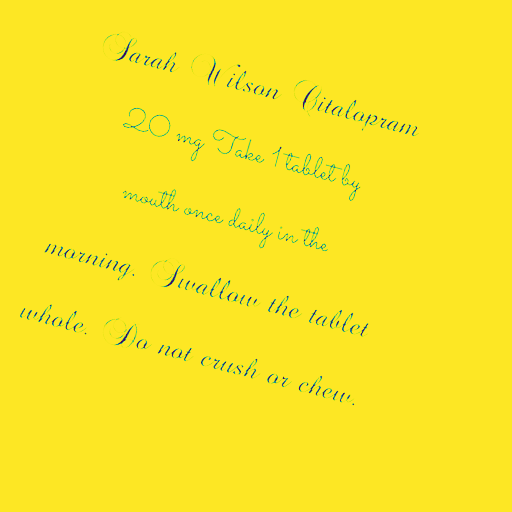 Sarah Wilson Citalopram
20 mg Take 1 tablet by
mouth once daily in the
morning. Swallow the tablet
whole. Do not crush or chew.